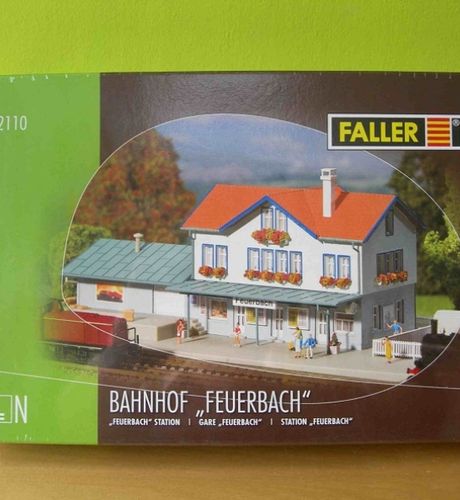 2110
FALLER®
Feuerbach
N
BAHNHOF „FEUERBACH“
„FEUERBACH“ STATION | GARE „FEUERBACH“ | STATION „FEUERBACH“